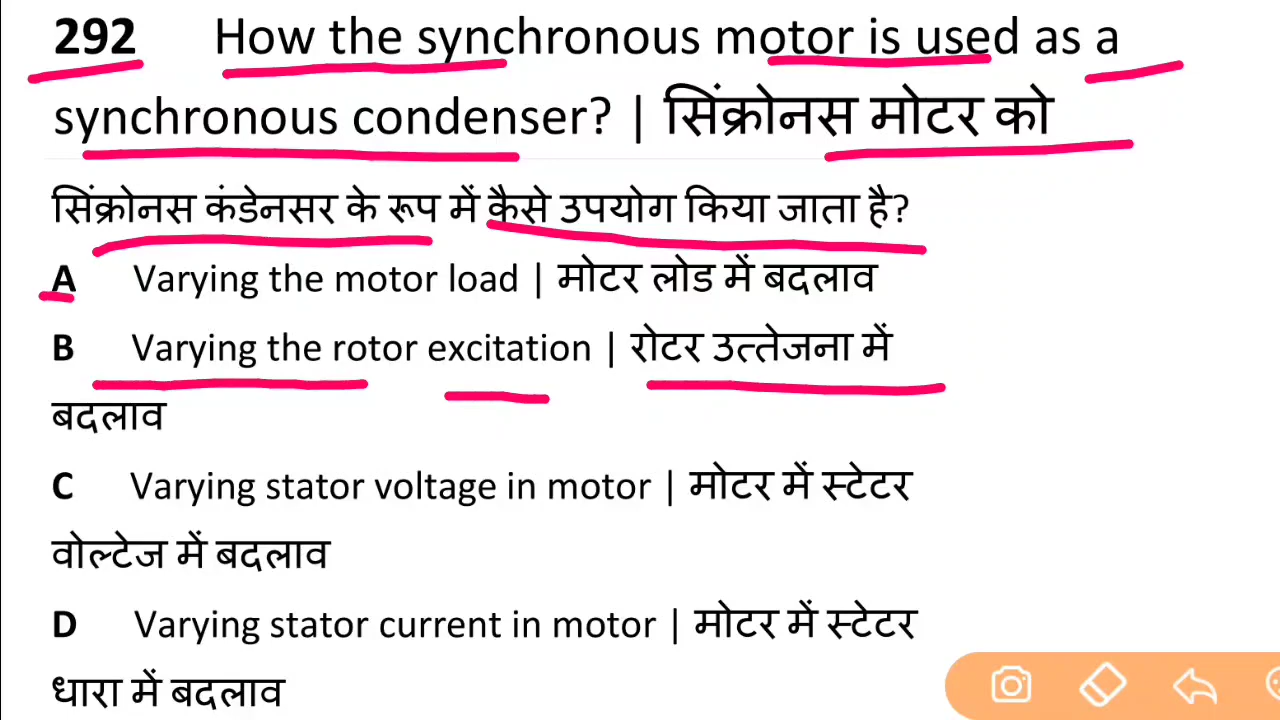 292 How the synchronous motor is used as a
synchronous condenser? | सिंक्रोनस मोटर को
सिंक्रोनस कंडेनसर के रूप में कैसे उपयोग किया जाता है?
A Varying the motor load | मोटर लोड में बदलाव
B Varying the rotor excitation | रोटर उत्तेजना में
बदलाव
C Varying stator voltage in motor | मोटर में स्टेटर
वोल्टेज में बदलाव
D Varying stator current in motor | मोटर में स्टेटर
धारा में बदलाव